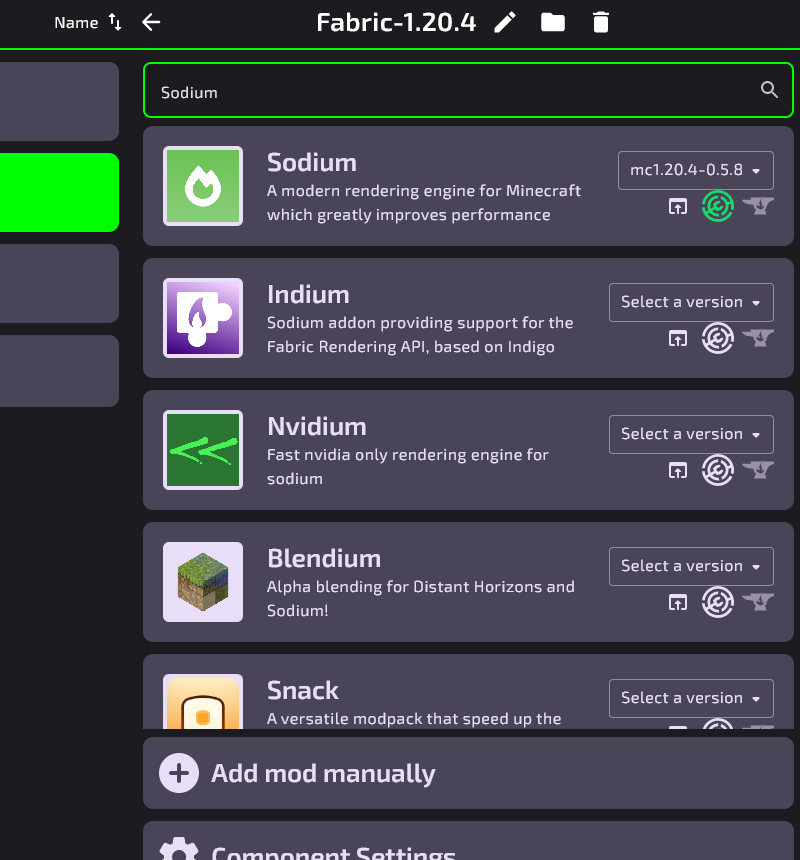 Name
Fabric-1.20.4
Sodium
Sodium
A modern rendering engine for Minecraft
which greatly improves performance
mc1.20.4-0.5.8
Indium
Sodium addon providing support for the
Fabric Rendering API, based on Indigo
Select a version
Nvidium
Fast nvidia only rendering engine for
sodium
Select a version
Blendium
Alpha blending for Distant Horizons and
Sodium!
Select a version
Snack
A versatile modpack that speed up the
Select a version
Add mod manually
Component Settings